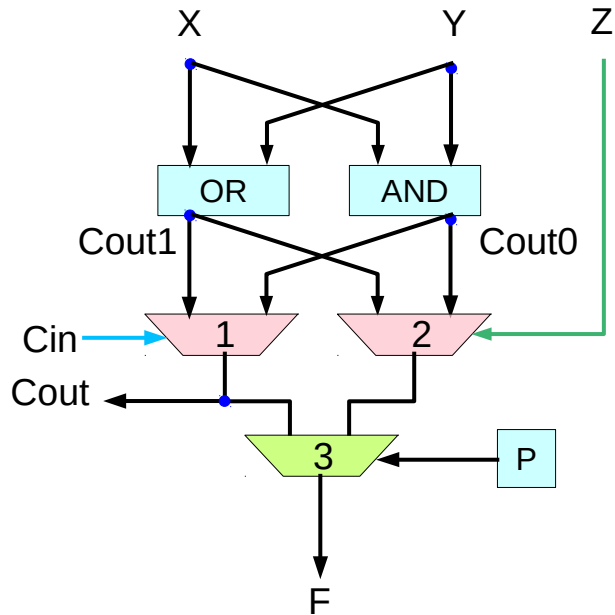 X Y Z
OR AND
Cout1 Cout0
Cin 1 2
Cout
3 P
F